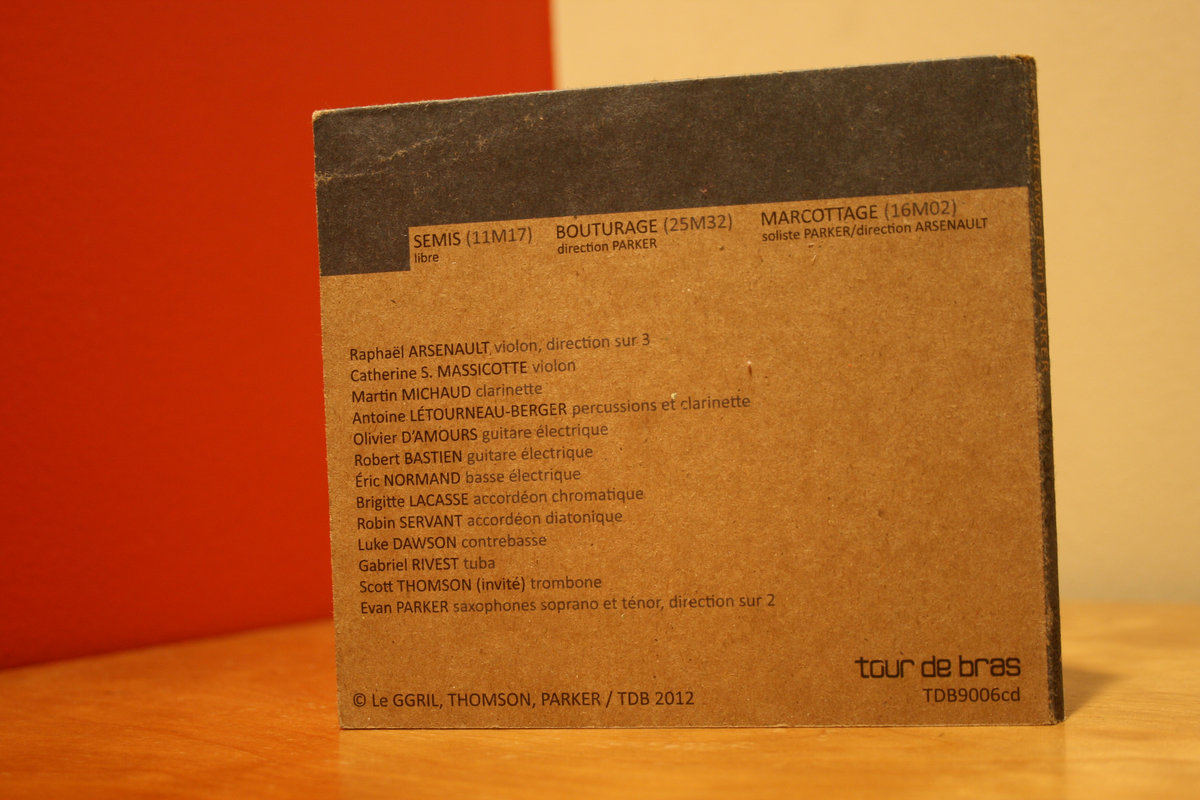 SEMIS (11M17) BOUTURAGE (25M32) MARCOTTAGE (16M02)
libre direction PARKER soliste PARKER/direction ARSENAULT
Raphaël ARSENAULT violon, direction sur 3
Catherine S. MASSICOTTE violon
Martin MICHAUD clarinette
Antoine LÉTOURNEAU-BERGER percussions et clarinette
Olivier D'AMOURS guitare électrique
Robert BASTIEN guitare électrique
Éric NORMAND basse électrique
Brigitte LACASSE accordéon chromatique
Robin SERVANT accordéon diatonique
Luke DAWSON contrebasse
Gabriel RIVEST tuba
Scott THOMSON (invité) trombone
Evan PARKER saxophones soprano et ténor, direction sur 2
tour de bras
© Le GGRIL, THOMSON, PARKER / TDB 2012 TDB9006cd